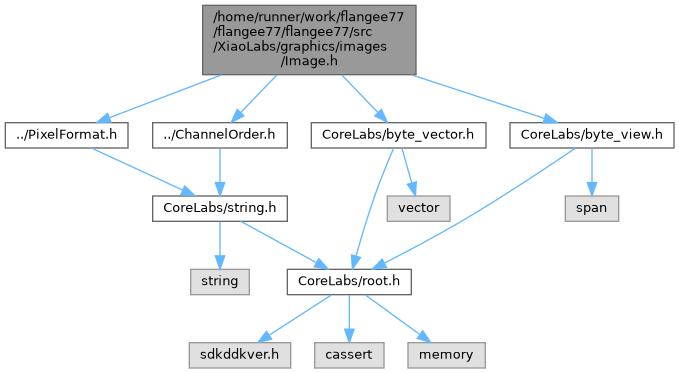 /home/runner/work/flangee77
/flangee77/flangee77/src
/XiaoLabs/graphics/images
/Image.h
../PixelFormat.h
../ChannelOrder.h
CoreLabs/byte_vector.h
CoreLabs/byte_view.h
CoreLabs/string.h
vector
span
string
CoreLabs/root.h
sdkddkver.h
cassert
memory